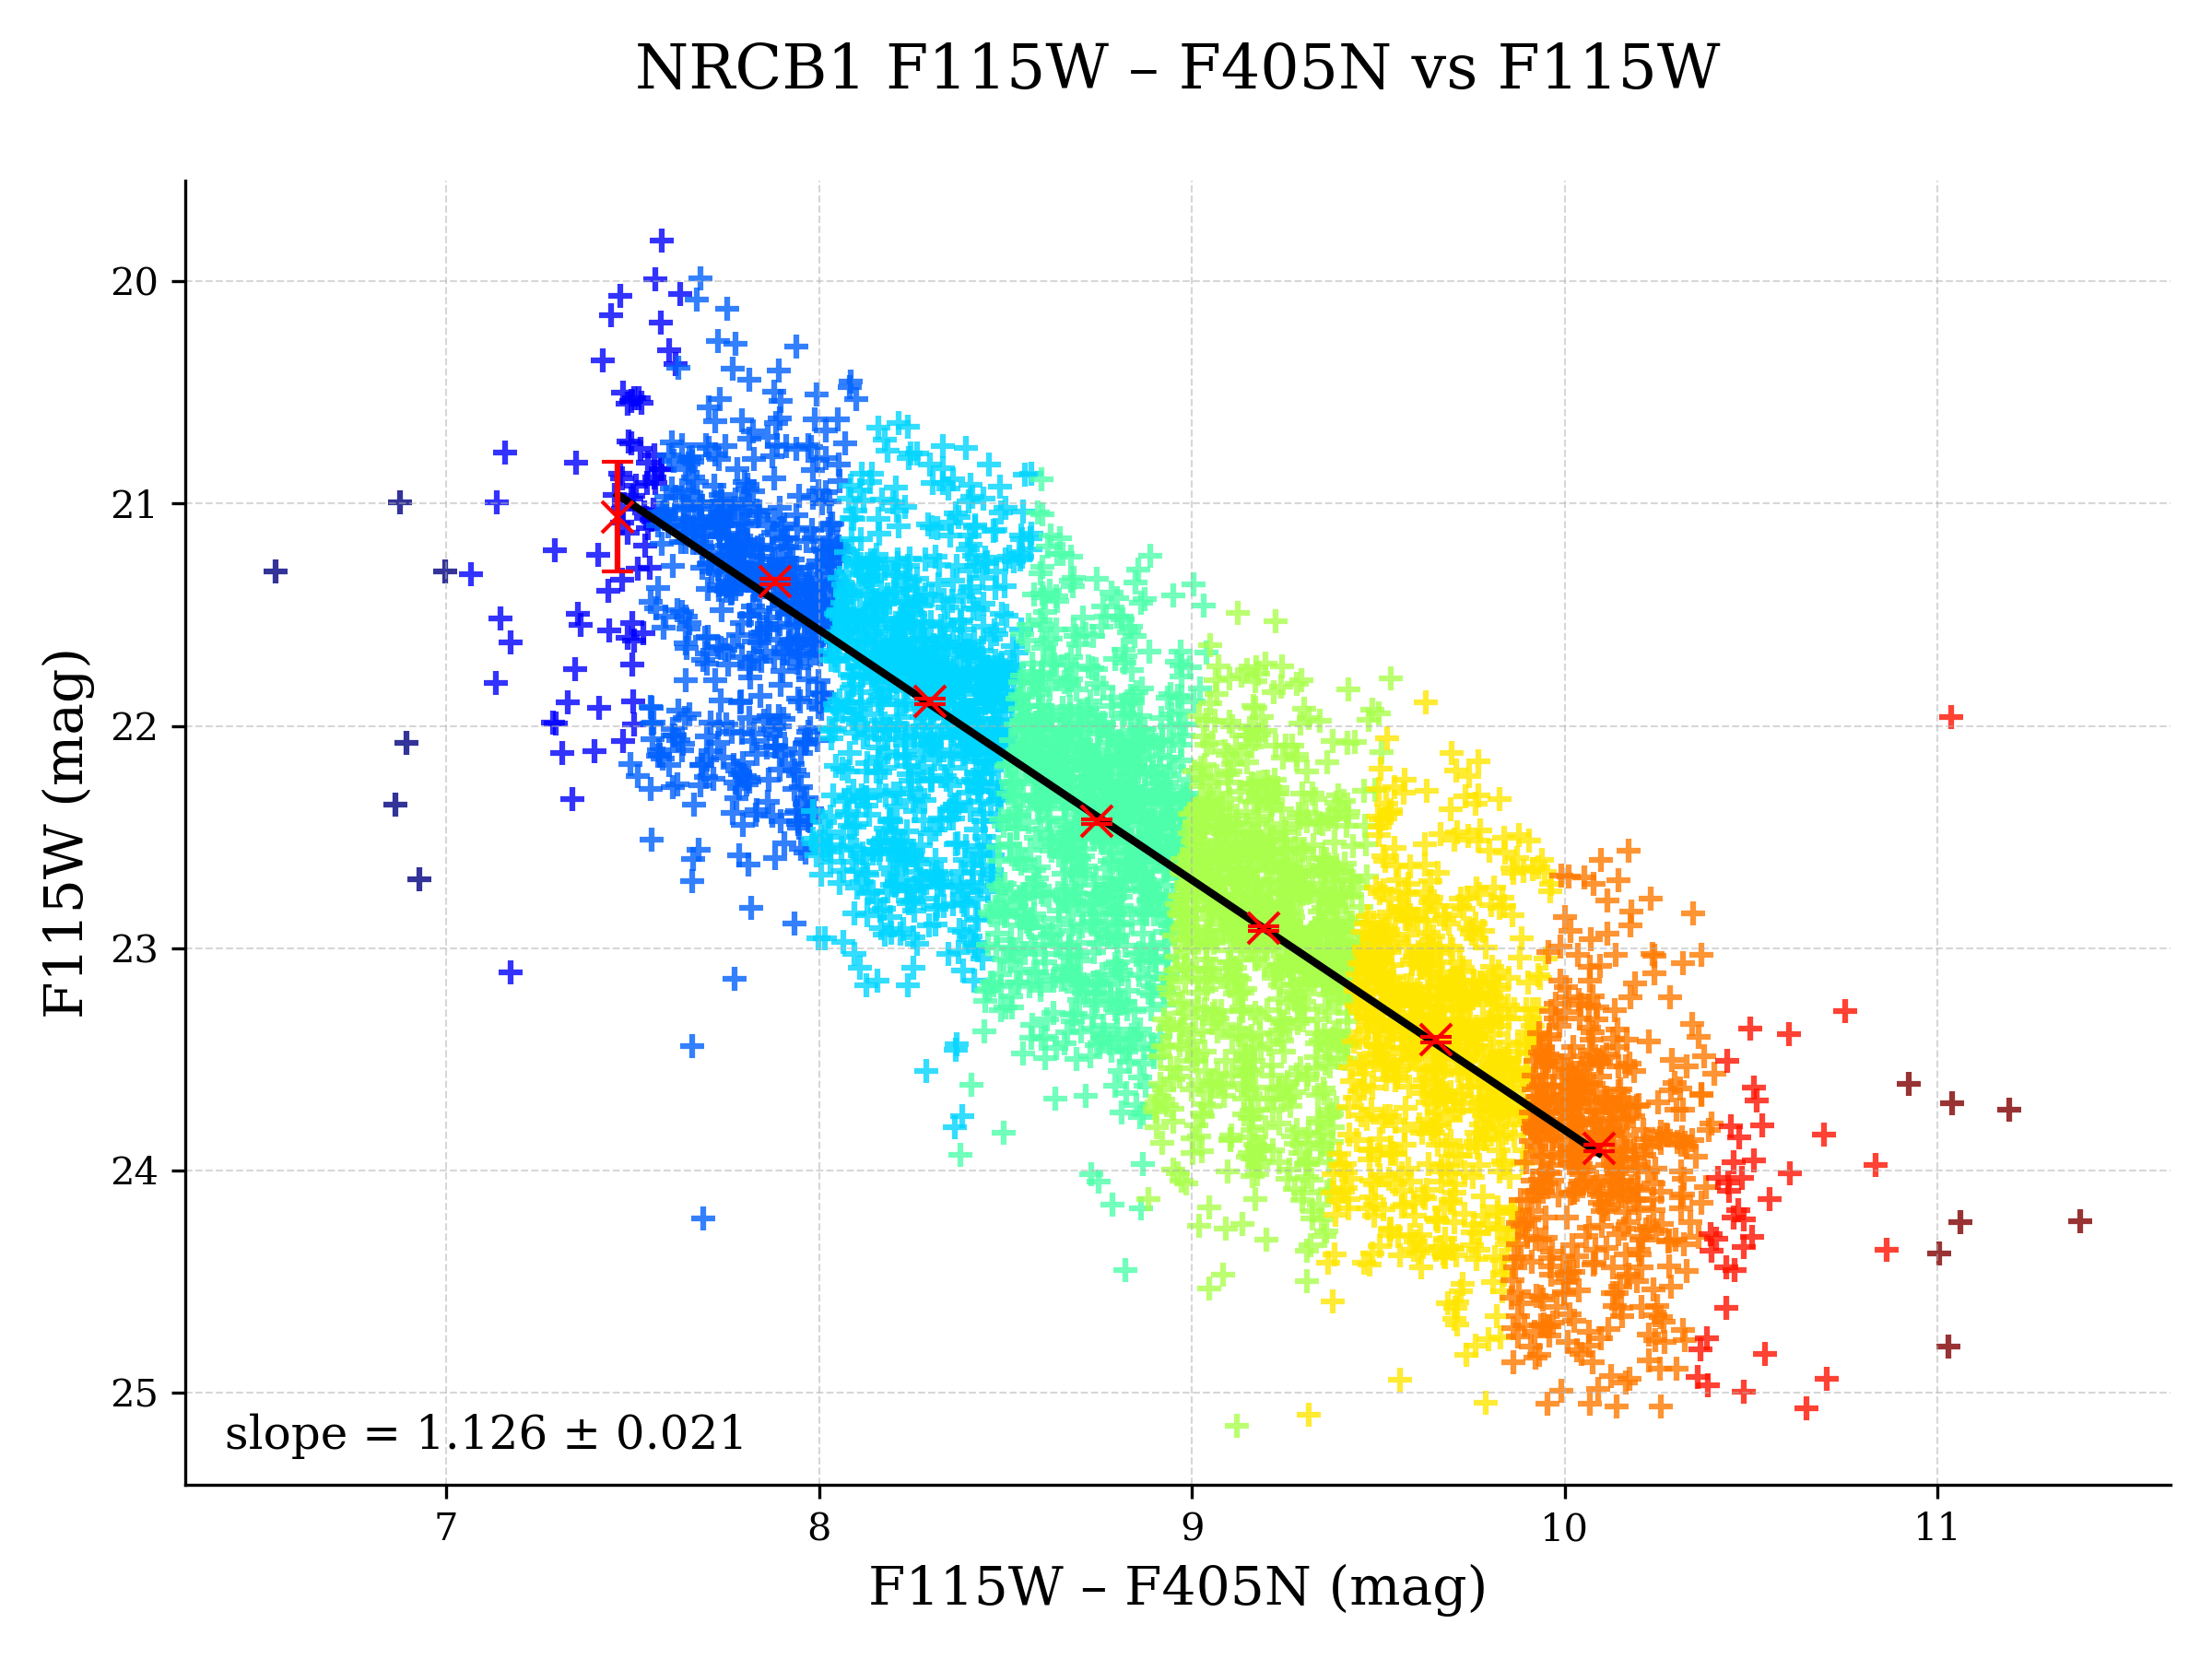 NRCB1 F115W – F405N vs F115W
F115W (mag)
20
21
22
23
24
25
slope = 1.126 ± 0.021
7 8 9 10 11
F115W – F405N (mag)